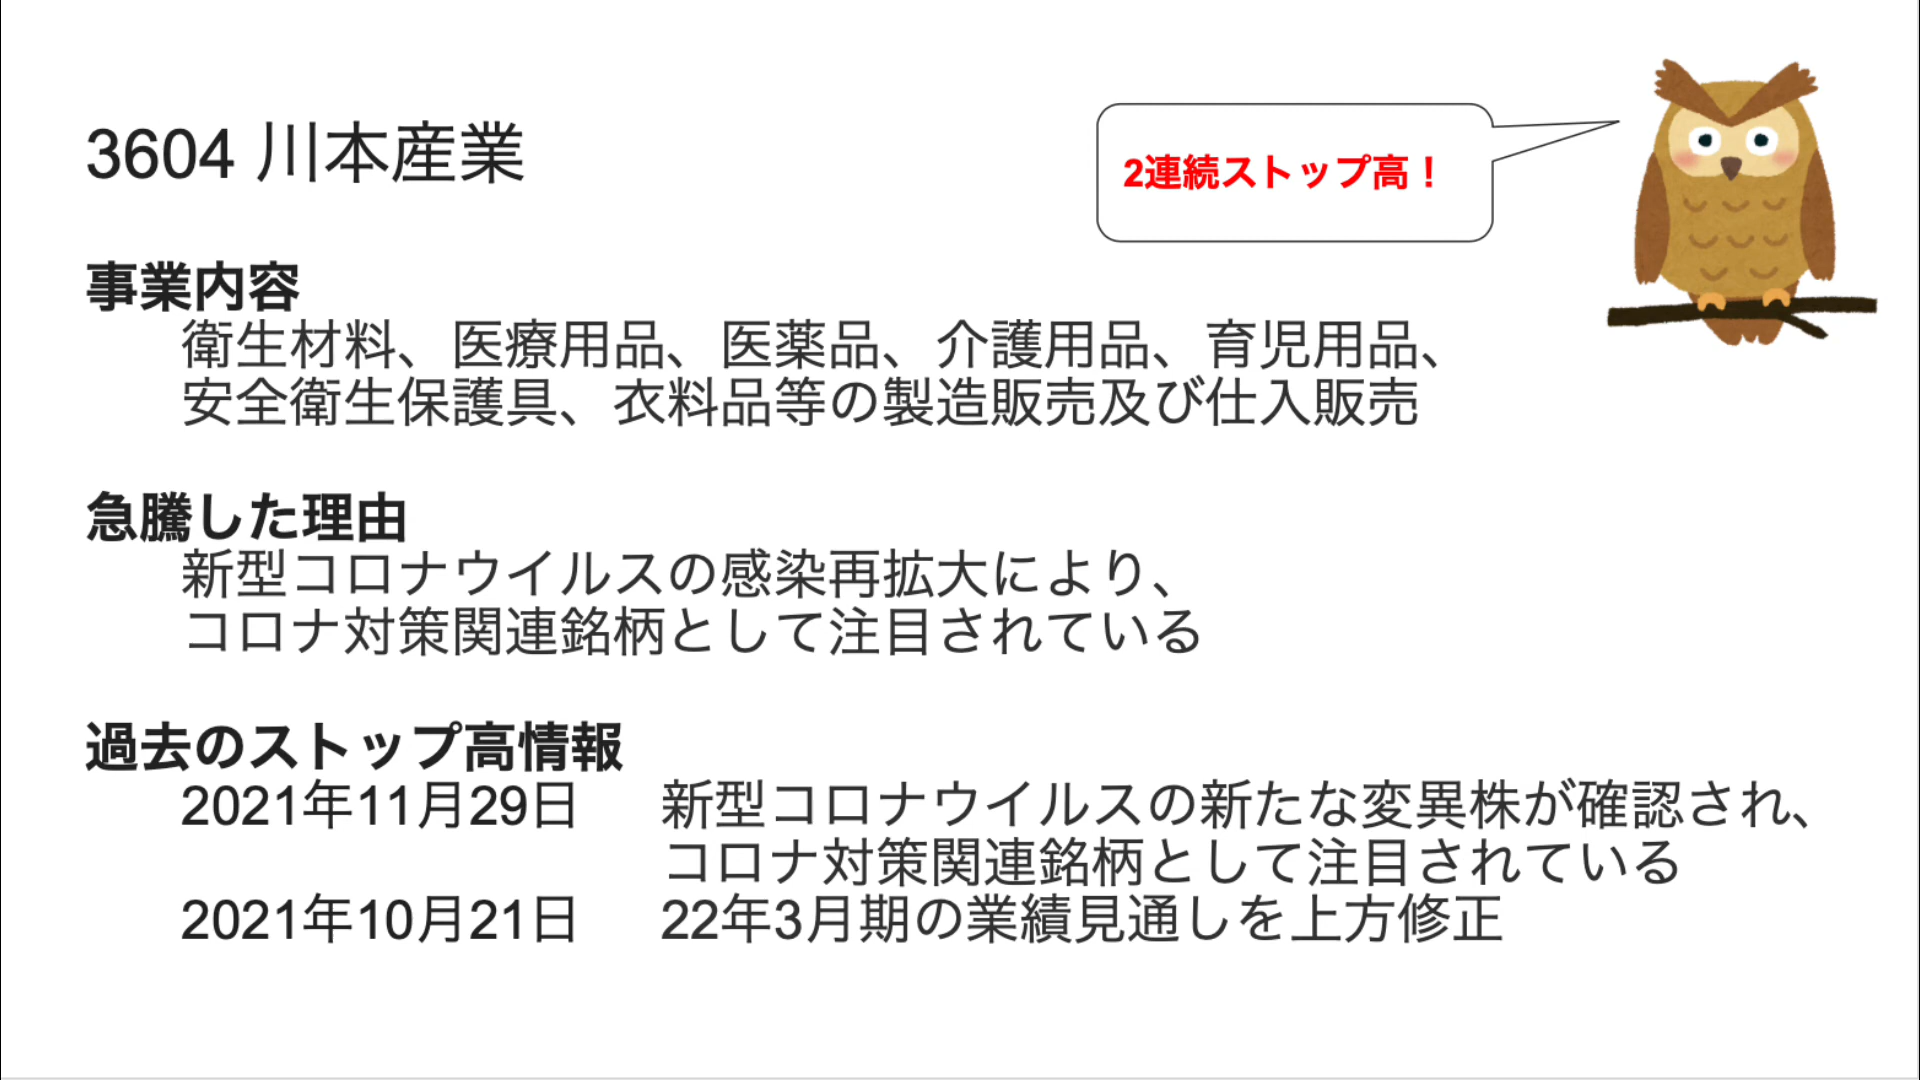 3604 川本産業
2連続ストップ高！
事業内容
衛生材料、医療用品、医薬品、介護用品、育児用品、
安全衛生保護具、衣料品等の製造販売及び仕入販売
急騰した理由
新型コロナウイルスの感染再拡大により、
コロナ対策関連銘柄として注目されている
過去のストップ高情報
2021年11月29日 新型コロナウイルスの新たな変異株が確認され、
コロナ対策関連銘柄として注目されている
2021年10月21日 22年3月期の業績見通しを上方修正